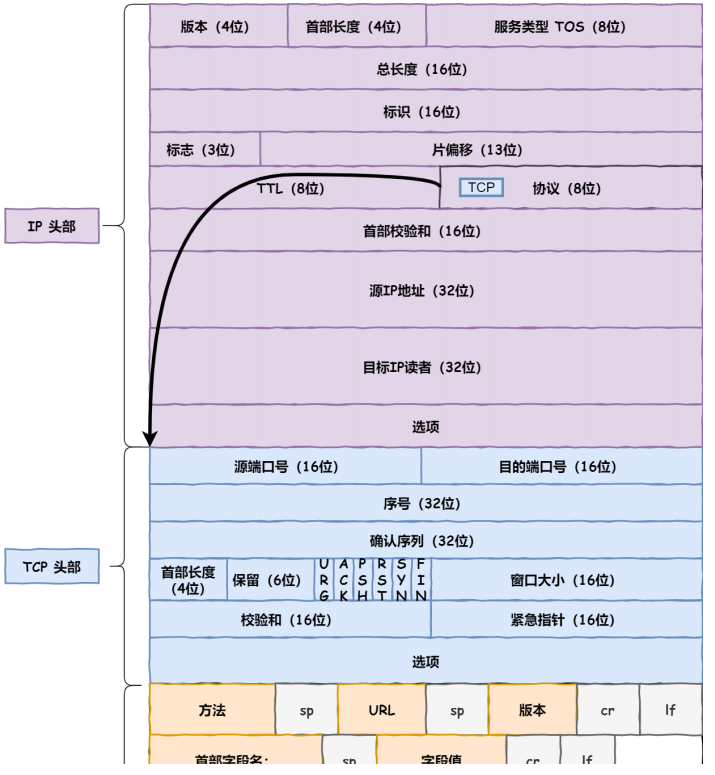 版本（4位） 首部长度（4位） 服务类型 TOS（8位）
总长度（16位）
标识（16位）
标志（3位） 片偏移（13位）
TTL（8位） TCP 协议（8位）
IP 头部
首部校验和（16位）
源IP地址（32位）
目标IP读者（32位）
选项
源端口号（16位） 目的端口号（16位）
序号（32位）
确认序列（32位）
TCP 头部
首部长度（4位） 保留（6位） URG ACK PSH RST SYN FIN 窗口大小（16位）
校验和（16位） 紧急指针（16位）
选项
方法 sp URL sp 版本 cr lf
首部字段名: sp 字段值 cr lf